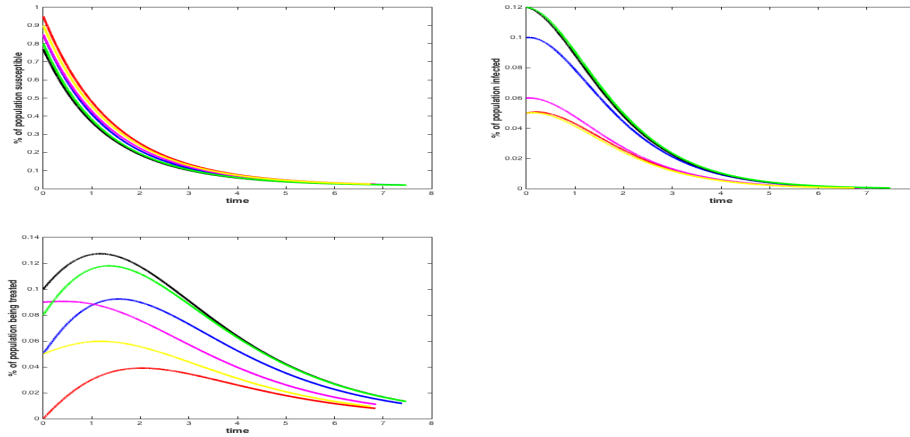 % of population susceptible
1
0.9
0.8
0.7
0.6
0.5
0.4
0.3
0.2
0.1
0
0 1 2 3 4 5 6 7 8
time
% of population infected
0.12
0.1
0.08
0.06
0.04
0.02
0
0 1 2 3 4 5 6 7
time
% of population being treated
0.14
0.12
0.1
0.08
0.06
0.04
0.02
0
0 1 2 3 4 5 6 7 8
time